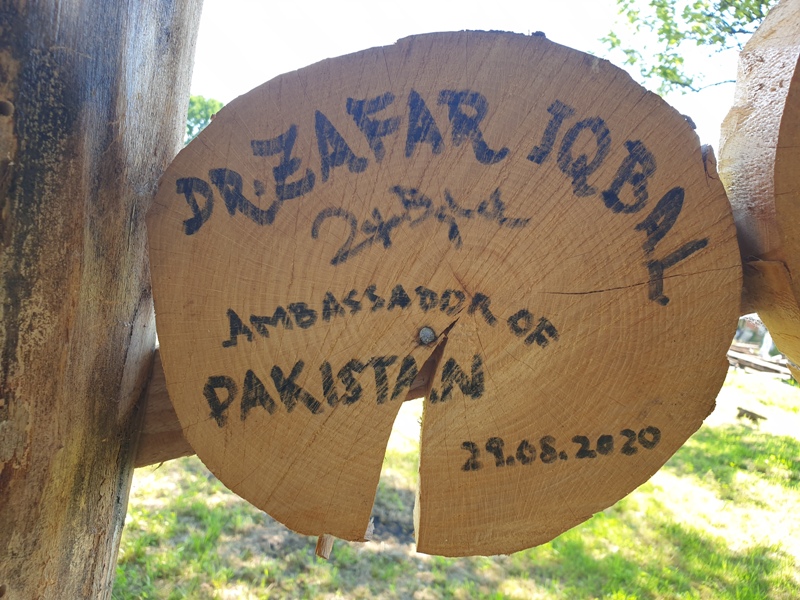 DR. ZAFAR IQBAL
AMBASSADOR OF
PAKISTAN
29.08.2020